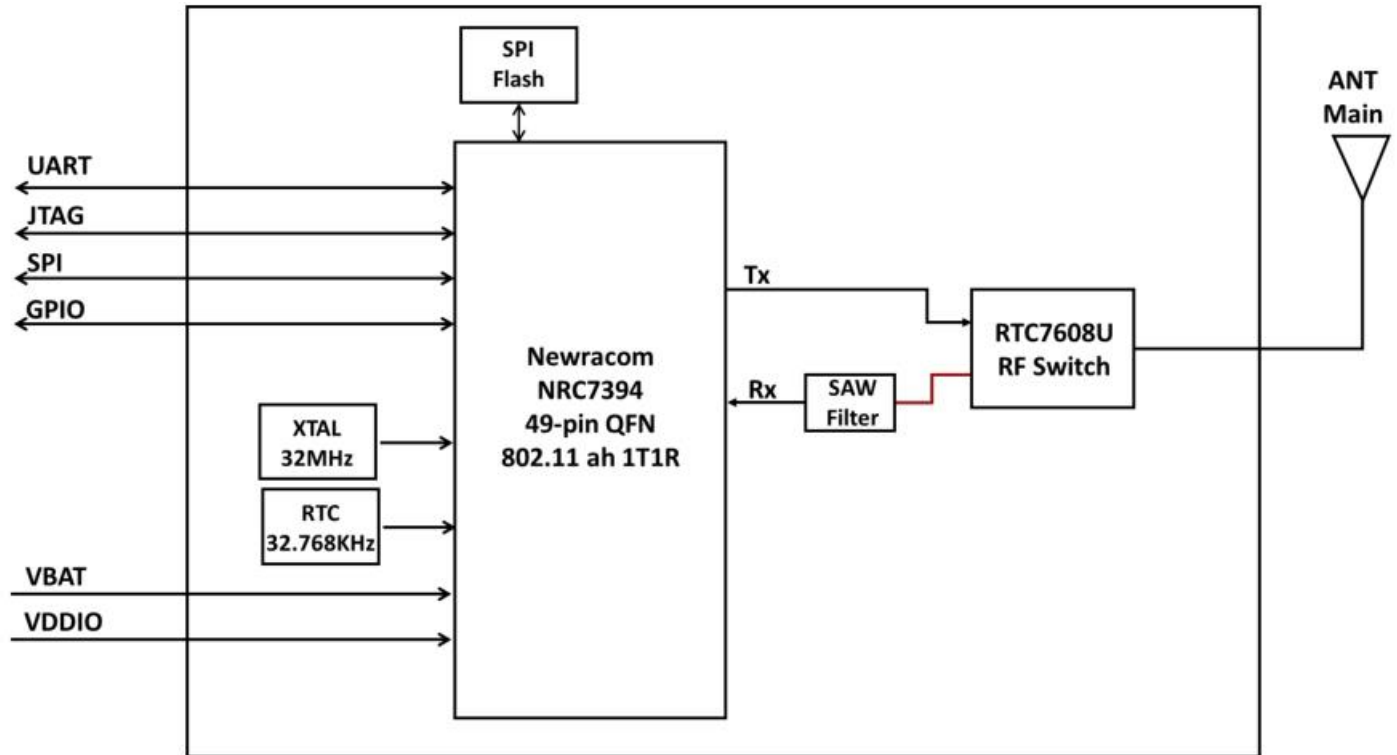 SPI
Flash
ANT
Main
UART
JTAG
SPI
GPIO
Tx
RTC7608U
RF Switch
Newracom
NRC7394
49-pin QFN
802.11 ah 1T1R
Rx
SAW
Filter
XTAL
32MHz
RTC
32.768KHz
VBAT
VDDIO